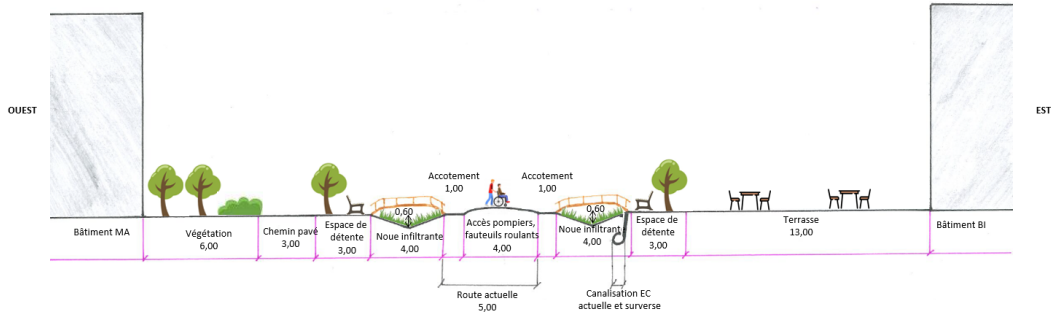 OUEST
EST
Accotement
1,00
Accotement
1,00
0,60
0,60
Bâtiment MA
Végétation
6,00
Chemin pavé
3,00
Espace de
détente
3,00
Noue infiltrante
4,00
Accès pompiers,
fauteuils roulants
4,00
Noue infiltrante
4,00
Espace de
détente
3,00
Terrasse
13,00
Bâtiment BI
Route actuelle
5,00
Canalisation EC
actuelle et surverse